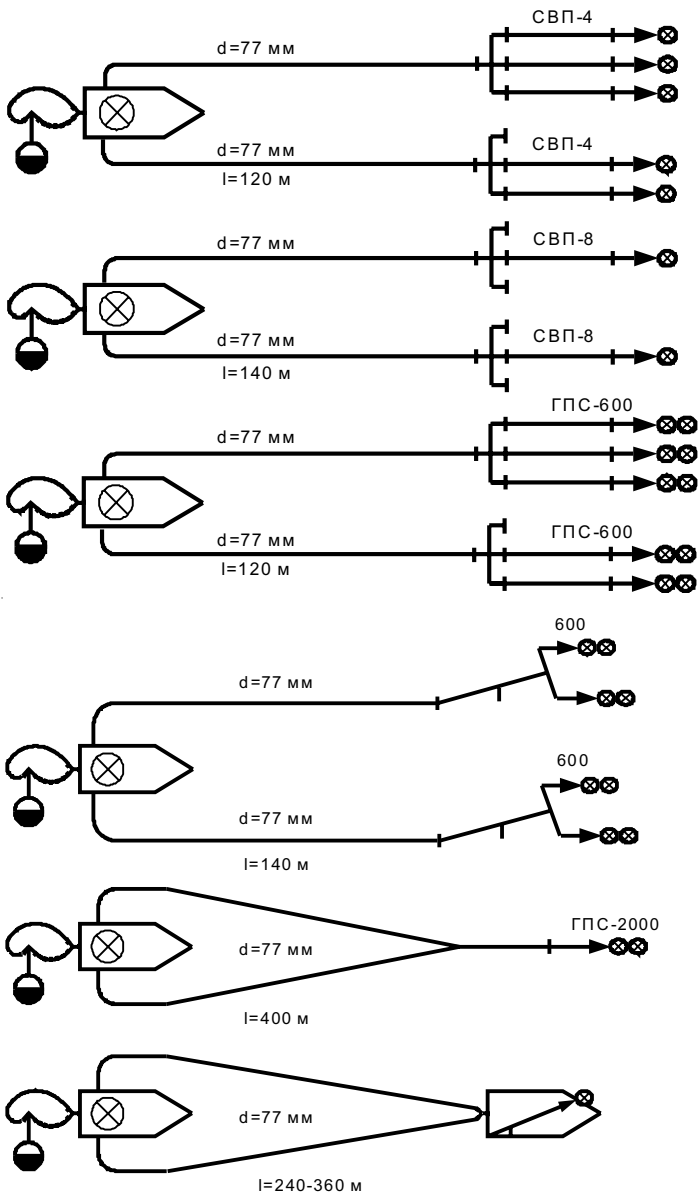 СВП-4
d=77 мм
d=77 мм
СВП-4
l=120 м
d=77 мм
СВП-8
d=77 мм
СВП-8
l=140 м
ГПС-600
d=77 мм
d=77 мм
ГПС-600
l=120 м
600
d=77 мм
600
d=77 мм
l=140 м
ГПС-2000
d=77 мм
l=400 м
d=77 мм
l=240-360 м